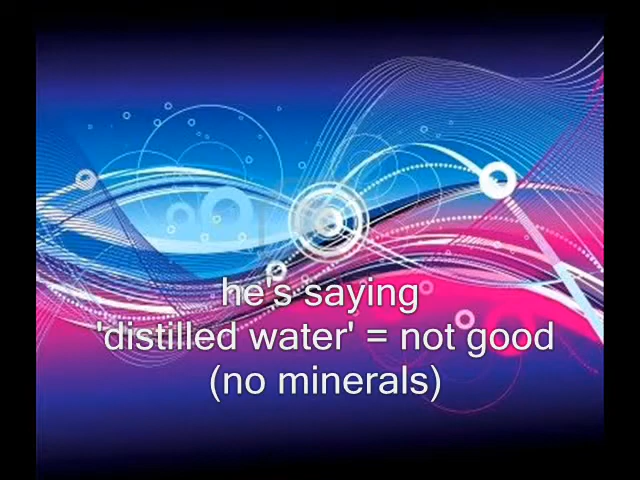 he's saying
'distilled water' = not good
(no minerals)